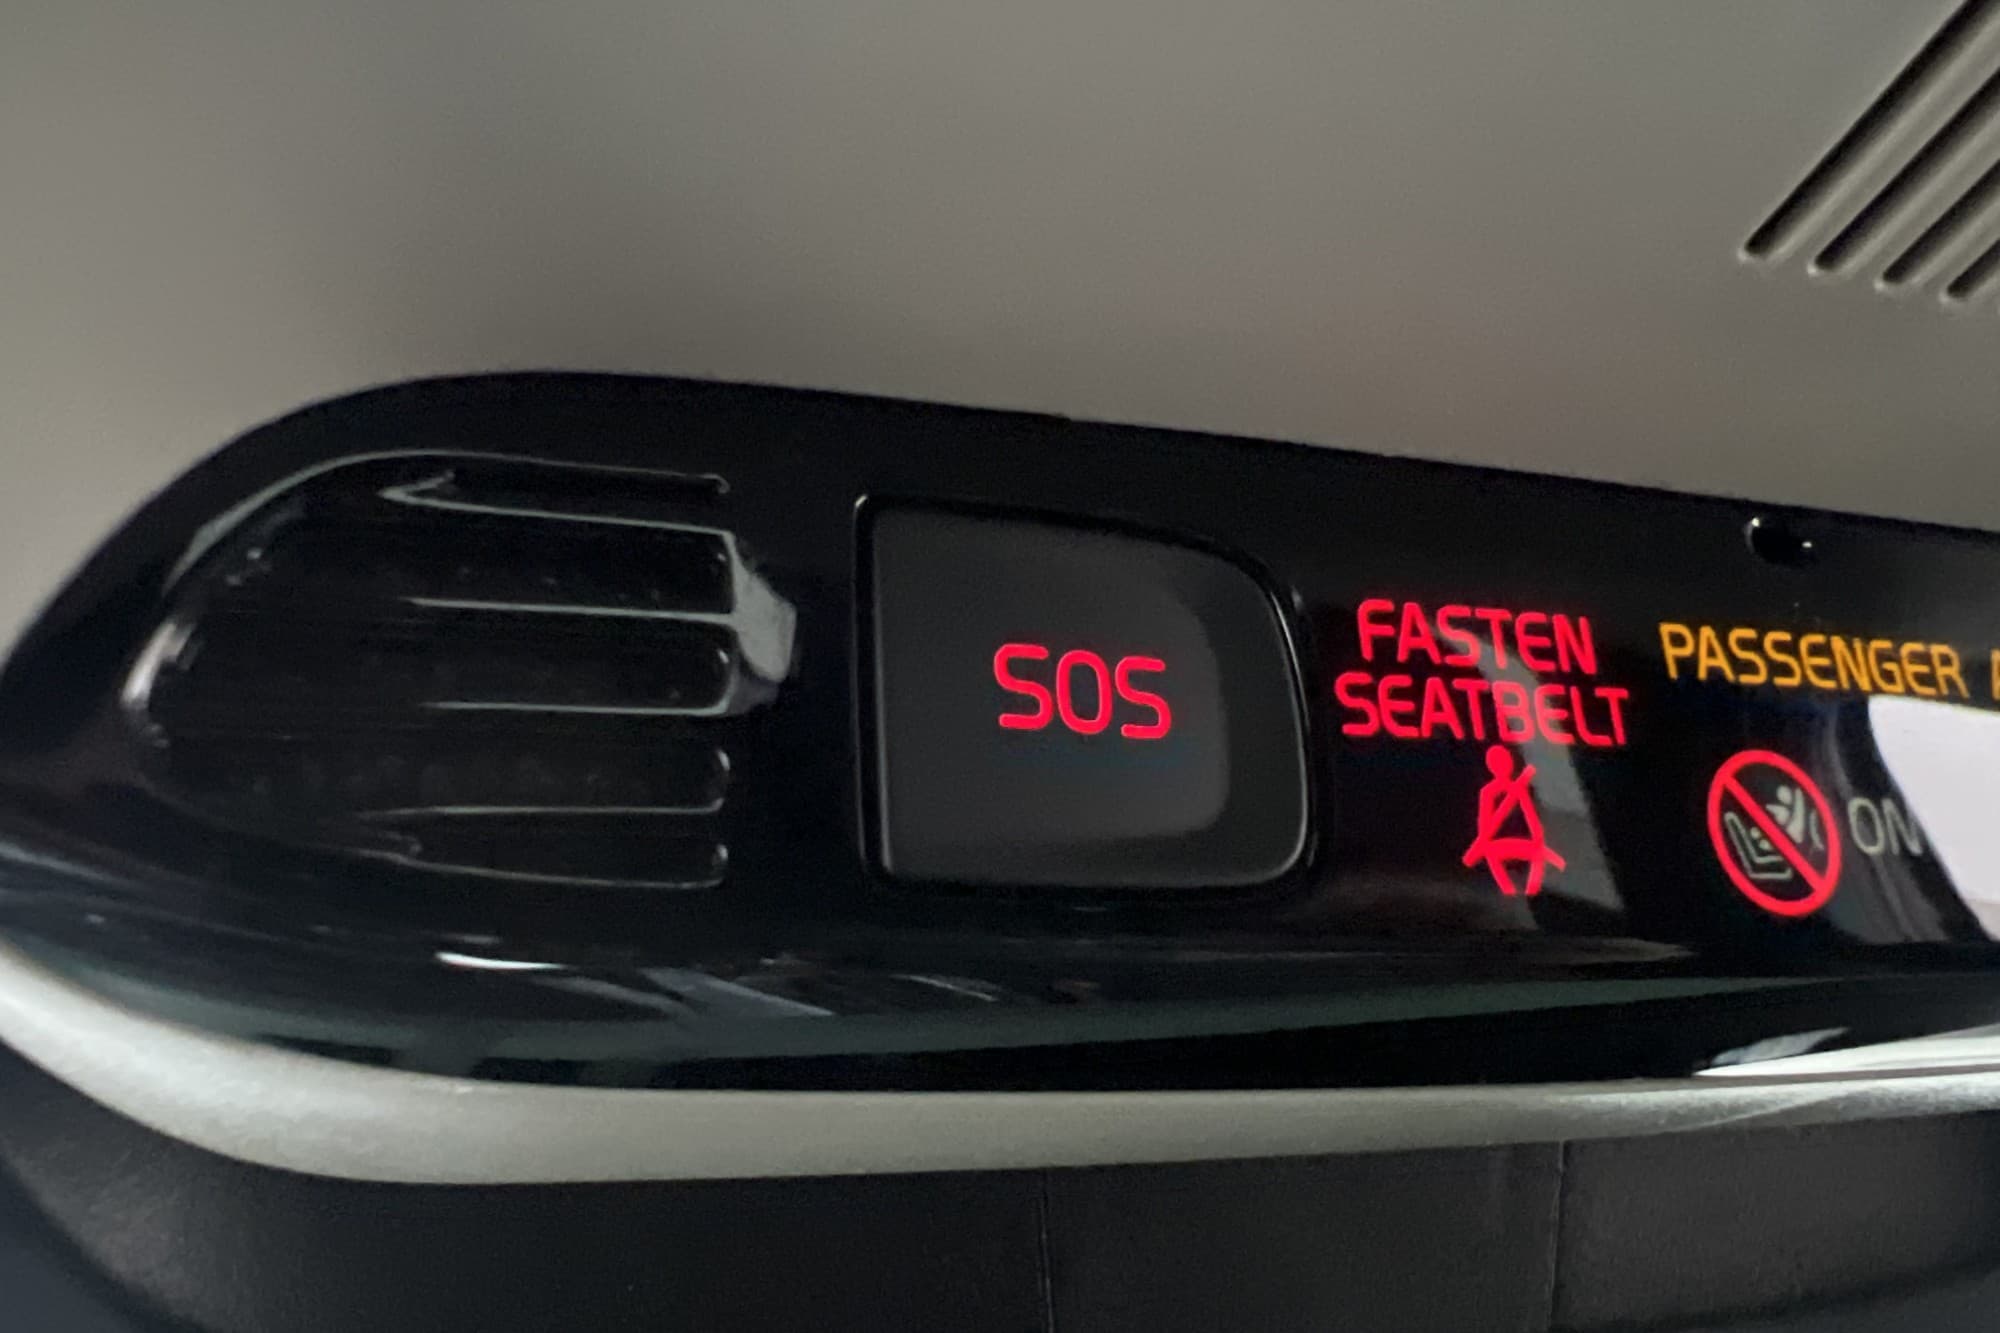 SOS
FASTEN
SEATBELT
PASSENGER
ON